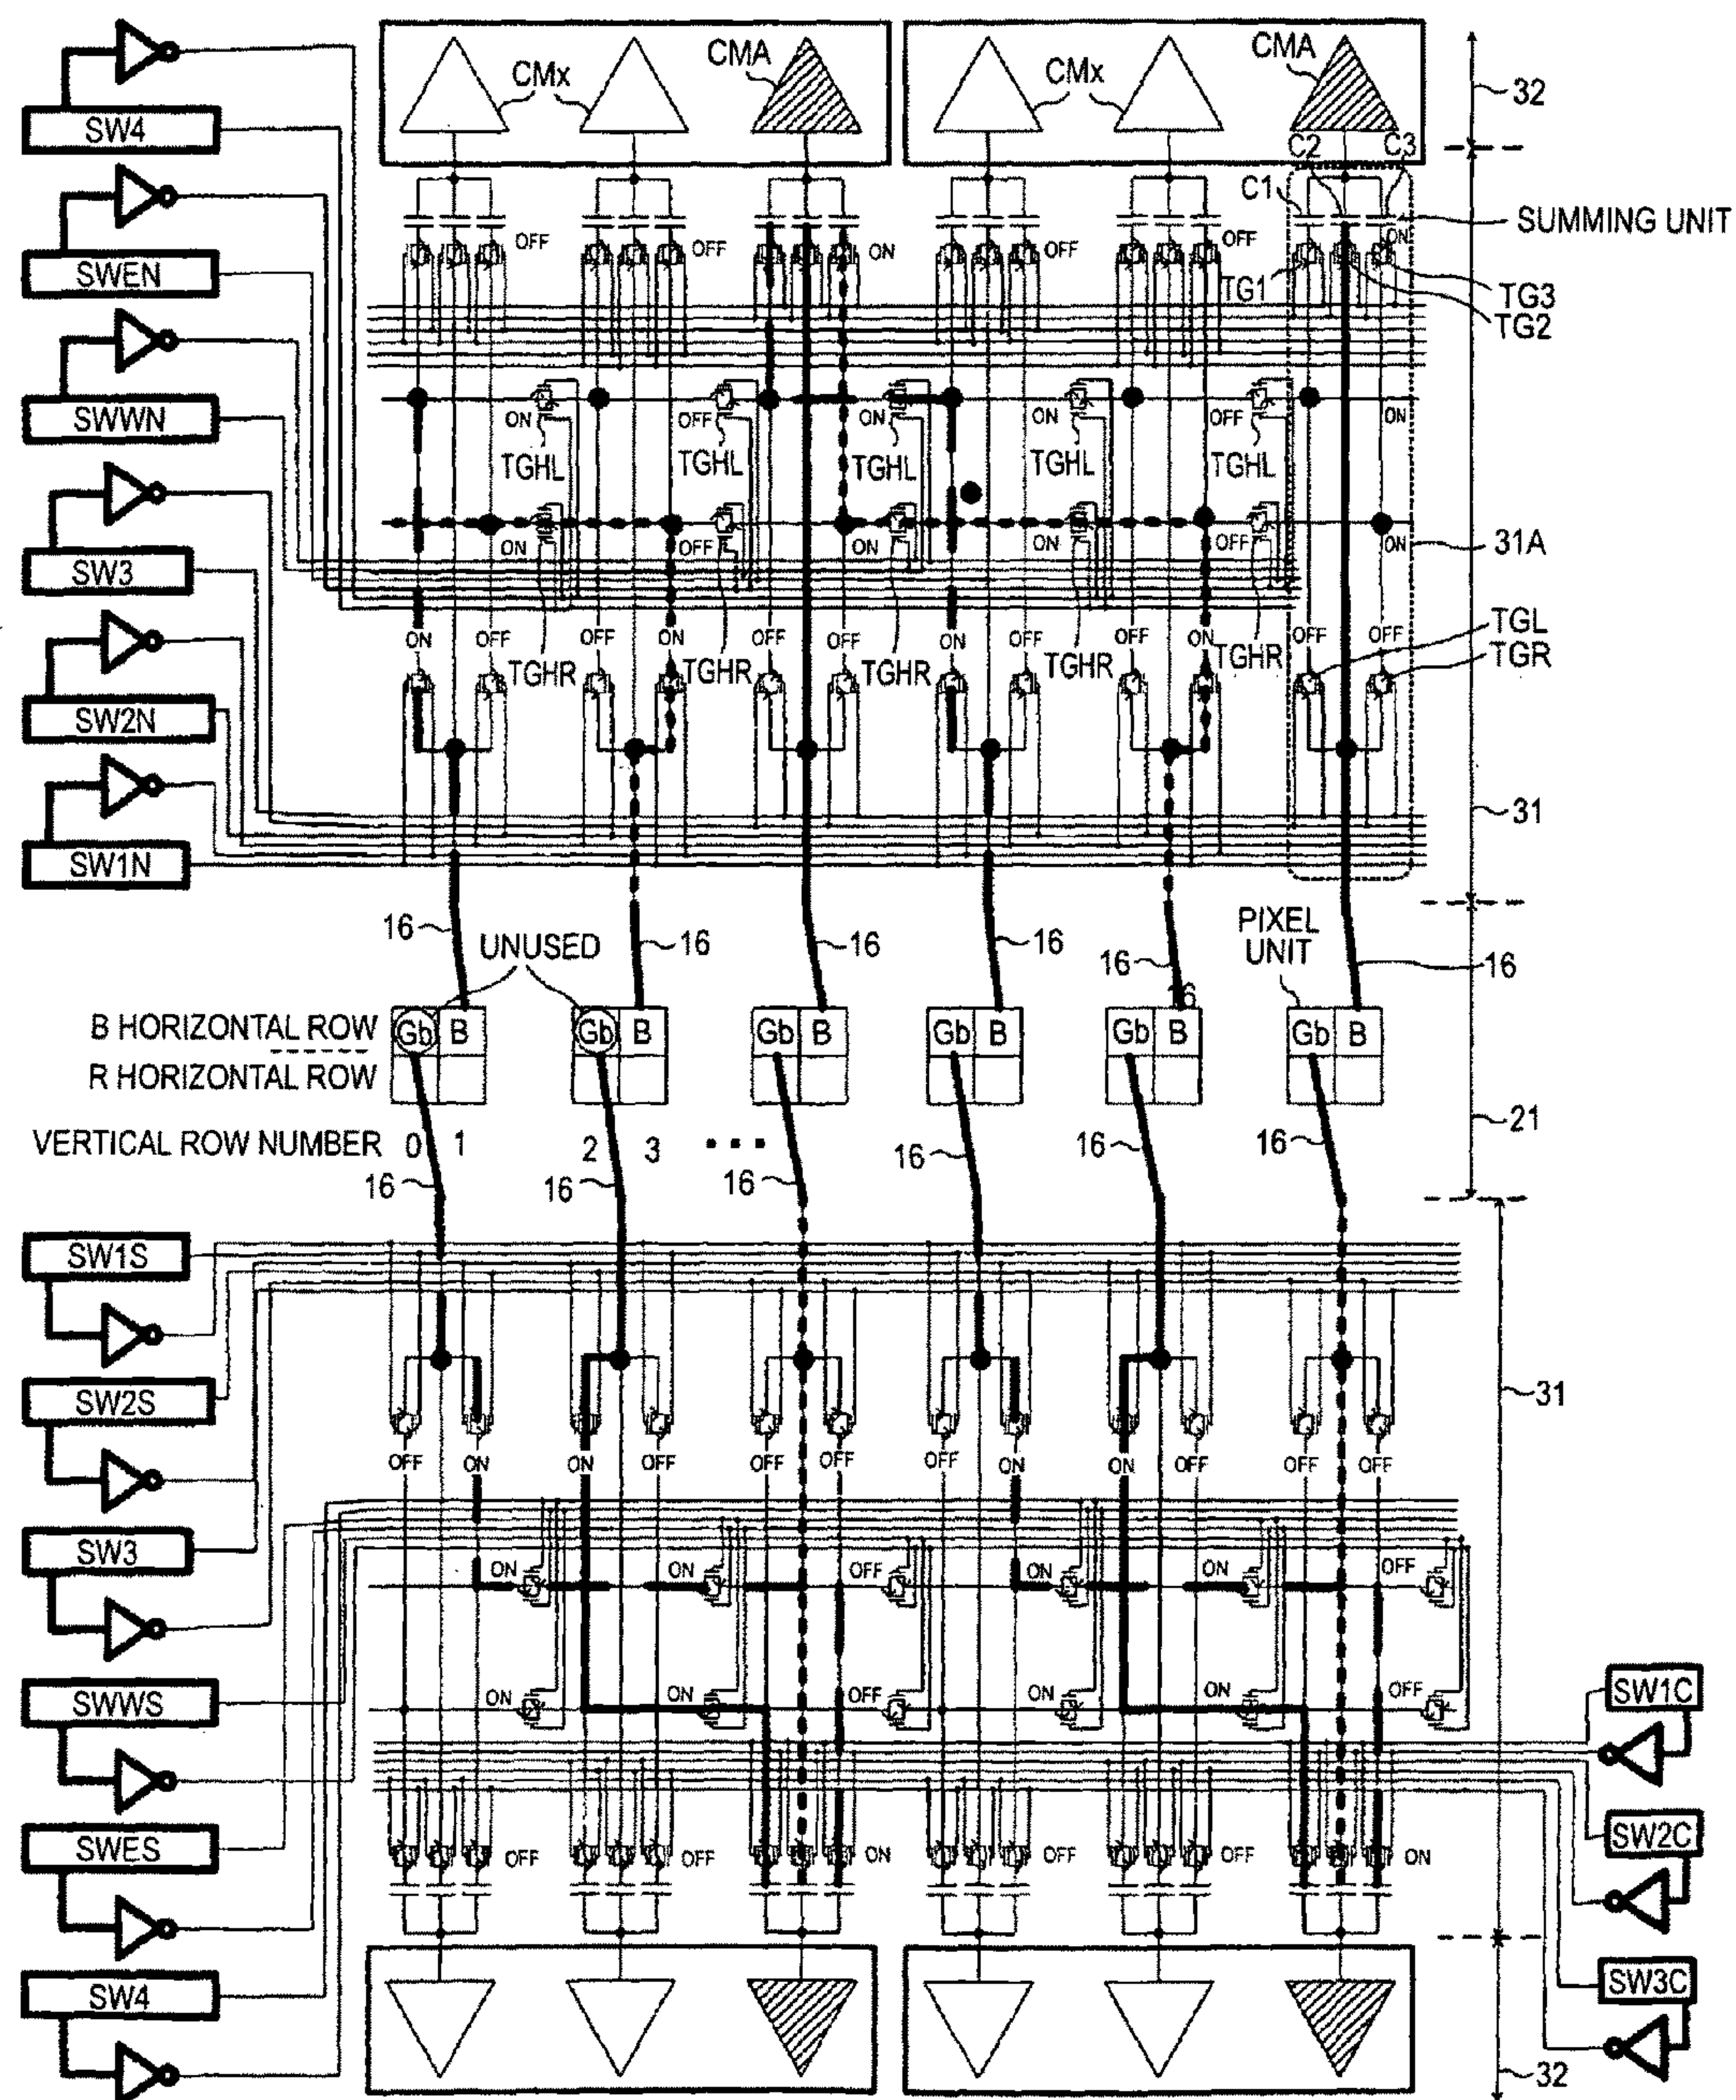 CMx
CMA
CMx
CMA
32
SW4
C2
C3
C1
SUMMING UNIT
OFF
OFF
ON
OFF
OFF
ON
SWEN
TG1
TG3
TG2
SWWN
ON
OFF
ON
ON
OFF
ON
TGHL
TGHL
TGHL
TGHL
TGHL
SW3
ON
OFF
ON
ON
OFF
ON
31A
ON
OFF
OFF
ON
OFF
ON
OFF
OFF
ON
OFF
OFF
TGL
TGHR
TGHR
TGHR
TGHR
TGHR
TGR
SW2N
31
SW1N
16
UNUSED
16
16
16
16
PIXEL
UNIT
16
16
B HORIZONTAL ROW
Gb B
Gb B
Gb B
Gb B
Gb B
Gb B
R HORIZONTAL ROW
21
VERTICAL ROW NUMBER 0 1 2 3 ...
16
16
16
16
16
16
SW1S
SW2S
31
OFF
ON
ON
OFF
OFF
OFF
OFF
ON
ON
OFF
OFF
OFF
SW3
ON
ON
OFF
ON
ON
OFF
SWWS
ON
ON
OFF
ON
ON
OFF
SW1C
SWES
OFF
OFF
ON
OFF
OFF
ON
SW2C
SW4
SW3C
32